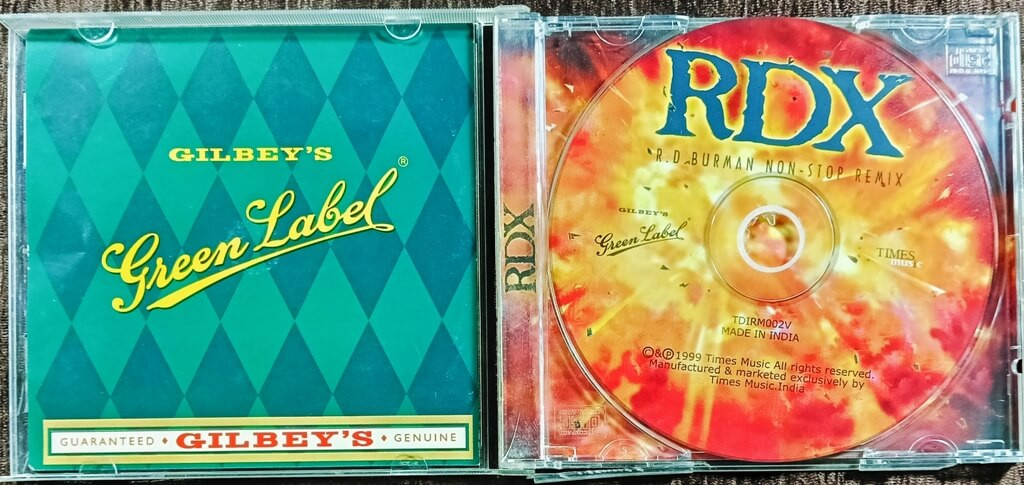 GILBEY'S
Green Label®
GUARANTEED ♦ GILBEY'S ♦ GENUINE
RDX
RDX
R.D.BURMAN NON-STOP REMIX
GILBEY'S
Green Label®
TIMES
music
TDIRM002V
MADE IN INDIA
©&℗1999 Times Music All rights reserved.
Manufactured & marketed exclusively by
Times Music.India